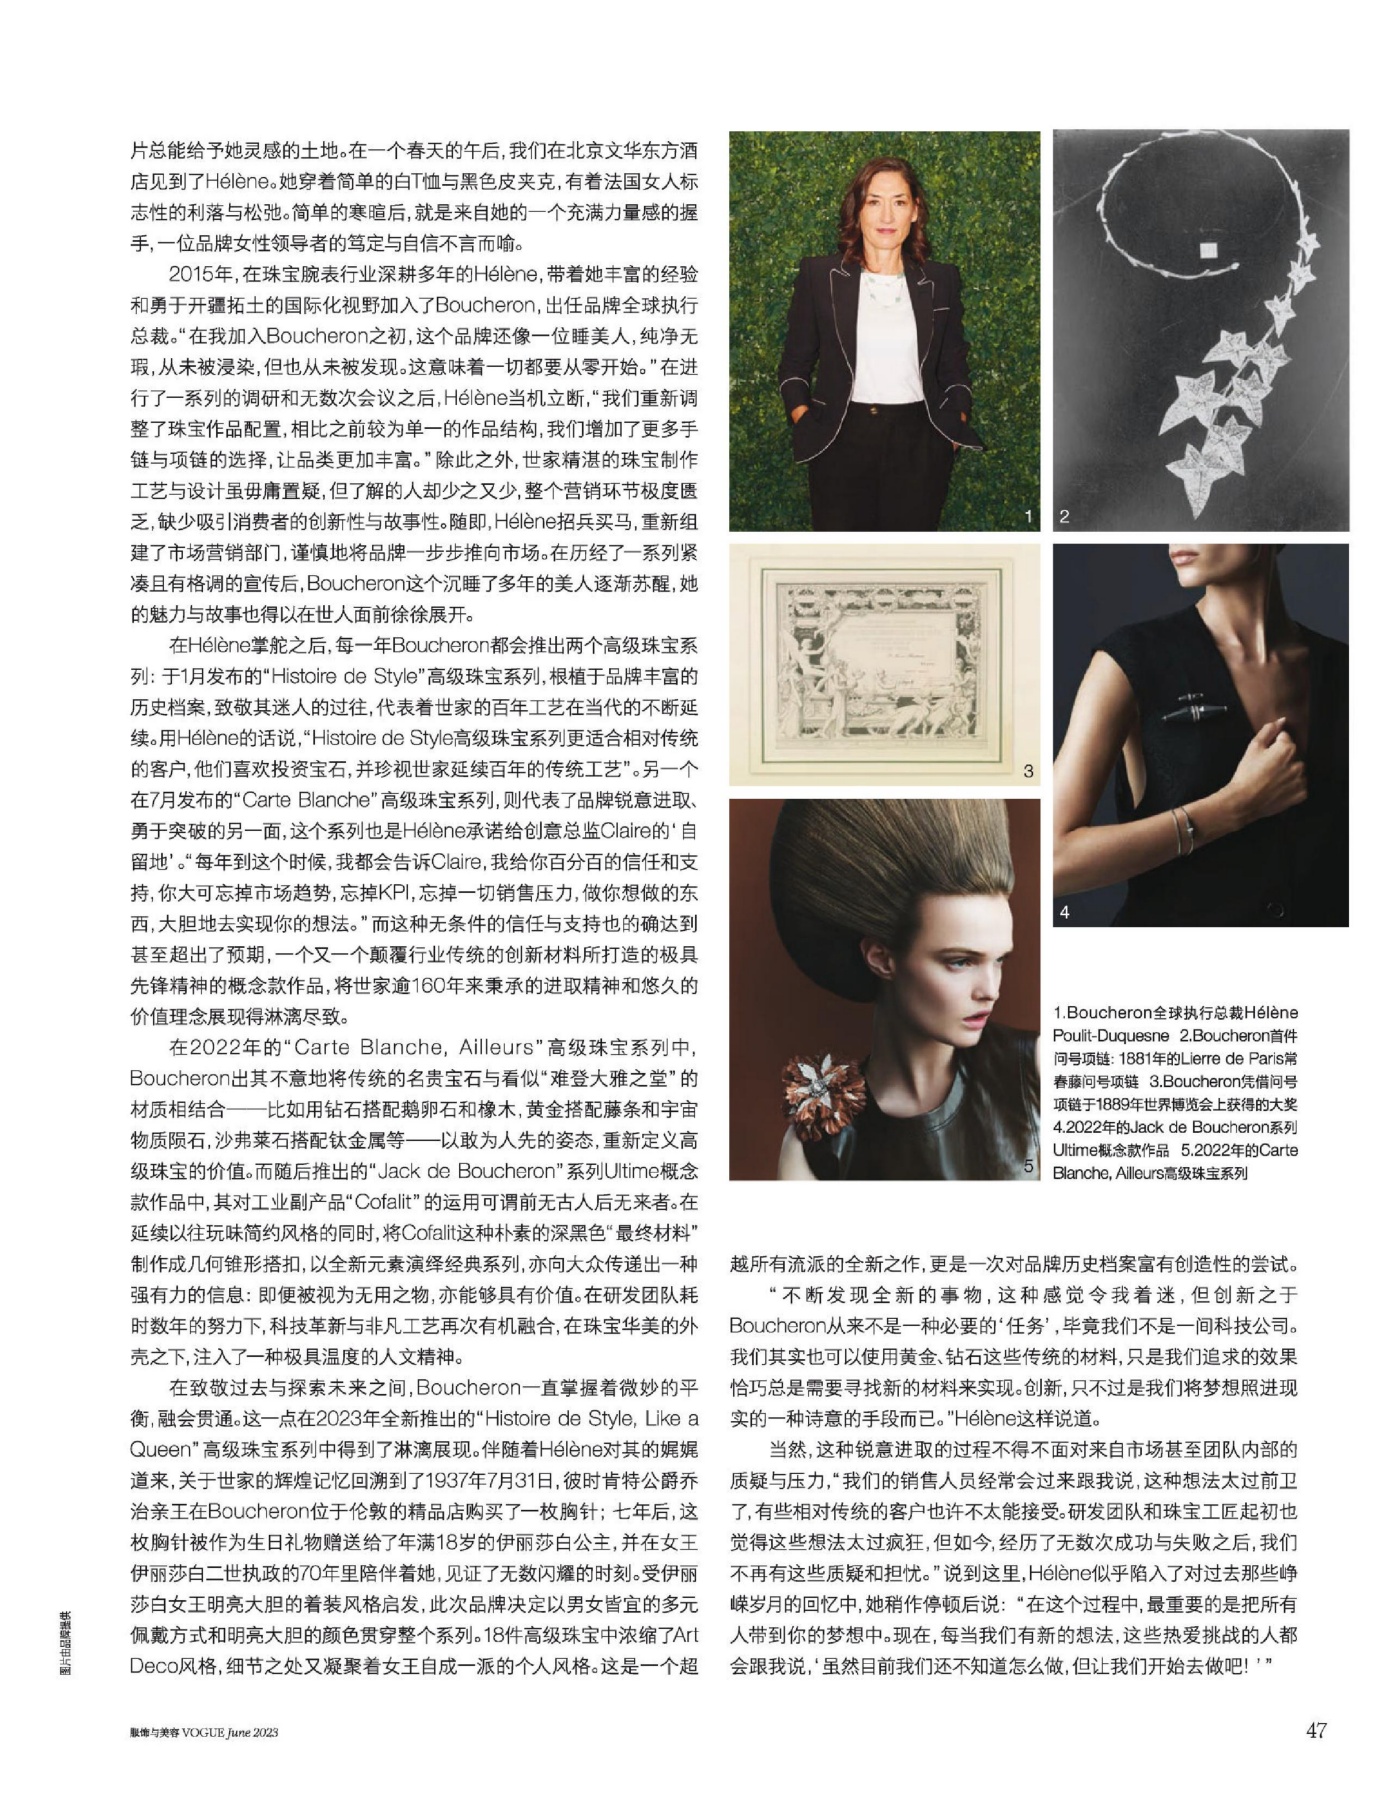 片总能给予她灵感的土地。在一个春天的午后,我们在北京文华东方酒
店见到了Hélène。她穿着简单的白T恤与黑色皮夹克,有着法国女人标
志性的利落与松弛。简单的寒暄后,就是来自她的一个充满力量感的握
手,一位品牌女性领导者的笃定与自信不言而喻。
2015年,在珠宝腕表行业深耕多年的Hélène,带着她丰富的经验
和勇于开疆拓土的国际化视野加入了Boucheron,出任品牌全球执行
总裁。“在我加入Boucheron之初,这个品牌还像一位睡美人,纯净无
瑕,从未被浸染,但也从未被发现。这意味着一切都要从零开始。”在进
行了一系列的调研和无数次会议之后,Hélène当机立断,“我们重新调
整了珠宝作品配置,相比之前较为单一的作品结构,我们增加了更多手
链与项链的选择,让品类更加丰富。”除此之外,世家精湛的珠宝制作
工艺与设计虽毋庸置疑,但了解的人却少之又少,整个营销环节极度匮
乏,缺少吸引消费者的创新性与故事性。随即,Hélène招兵买马,重新组
建了市场营销部门,谨慎地将品牌一步步推向市场。在历经了一系列紧
凑且有格调的宣传后,Boucheron这个沉睡了多年的美人逐渐苏醒,她
的魅力与故事也得以在世人面前徐徐展开。
在Hélène掌舵之后,每一年Boucheron都会推出两个高级珠宝系
列: 于1月发布的“Histoire de Style”高级珠宝系列,根植于品牌丰富的
历史档案,致敬其迷人的过往,代表着世家的百年工艺在当代的不断延
续。用Hélène的话说,“Histoire de Style高级珠宝系列更适合相对传统
的客户,他们喜欢投资宝石,并珍视世家延续百年的传统工艺”。另一个
在7月发布的“Carte Blanche”高级珠宝系列,则代表了品牌锐意进取、
勇于突破的另一面,这个系列也是Hélène承诺给创意总监Claire的‘自
留地’。“每年到这个时候,我都会告诉Claire,我给你百分百的信任和支
持,你大可忘掉市场趋势,忘掉KPI,忘掉一切销售压力,做你想做的东
西,大胆地去实现你的想法。”而这种无条件的信任与支持也的确达到
甚至超出了预期,一个又一个颠覆行业传统的创新材料所打造的极具
先锋精神的概念款作品,将世家逾160年来秉承的进取精神和悠久的
价值理念展现得淋漓尽致。
在2022年的“Carte Blanche, Ailleurs”高级珠宝系列中,
Boucheron出其不意地将传统的名贵宝石与看似“难登大雅之堂”的
材质相结合——比如用钻石搭配鹅卵石和橡木,黄金搭配藤条和宇宙
物质陨石,沙弗莱石搭配钛金属等——以敢为人先的姿态,重新定义高
级珠宝的价值。而随后推出的“Jack de Boucheron”系列Ultime概念
款作品中,其对工业副产品“Cofalit”的运用可谓前无古人后无来者。在
延续以往玩味简约风格的同时,将Cofalit这种朴素的深黑色“最终材料”
制作成几何锥形搭扣,以全新元素演绎经典系列,亦向大众传递出一种
强有力的信息: 即便被视为无用之物,亦能够具有价值。在研发团队耗
时数年的努力下,科技革新与非凡工艺再次有机融合,在珠宝华美的外
壳之下,注入了一种极具温度的人文精神。
在致敬过去与探索未来之间,Boucheron一直掌握着微妙的平
衡,融会贯通。这一点在2023年全新推出的“Histoire de Style, Like a
Queen”高级珠宝系列中得到了淋漓展现。伴随着Hélène对其的娓娓
道来,关于世家的辉煌记忆回溯到了1937年7月31日,彼时肯特公爵乔
治亲王在Boucheron位于伦敦的精品店购买了一枚胸针; 七年后,这
枚胸针被作为生日礼物赠送给了年满18岁的伊丽莎白公主,并在女王
伊丽莎白二世执政的70年里陪伴着她,见证了无数闪耀的时刻。受伊丽
莎白女王明亮大胆的着装风格启发,此次品牌决定以男女皆宜的多元
佩戴方式和明亮大胆的颜色贯穿整个系列。18件高级珠宝中浓缩了Art
Deco风格,细节之处又凝聚着女王自成一派的个人风格。这是一个超
1
2
3
4
5
1.Boucheron全球执行总裁Hélène
Poulit-Duquesne 2.Boucheron首件
问号项链: 1881年的Lierre de Paris常
春藤问号项链 3.Boucheron凭借问号
项链于1889年世界博览会上获得的大奖
4.2022年的Jack de Boucheron系列
Ultime概念款作品 5.2022年的Carte
Blanche, Ailleurs高级珠宝系列
越所有流派的全新之作,更是一次对品牌历史档案富有创造性的尝试。
“不断发现全新的事物,这种感觉令我着迷,但创新之于
Boucheron从来不是一种必要的‘任务’,毕竟我们不是一间科技公司。
我们其实也可以使用黄金、钻石这些传统的材料,只是我们追求的效果
恰巧总是需要寻找新的材料来实现。创新,只不过是我们将梦想照进现
实的一种诗意的手段而已。”Hélène这样说道。
当然,这种锐意进取的过程不得不面对来自市场甚至团队内部的
质疑与压力,“我们的销售人员经常会过来跟我说,这种想法太过前卫
了,有些相对传统的客户也许不太能接受。研发团队和珠宝工匠起初也
觉得这些想法太过疯狂,但如今,经历了无数次成功与失败之后,我们
不再有这些质疑和担忧。”说到这里,Hélène似乎陷入了对过去那些峥
嵘岁月的回忆中,她稍作停顿后说: “在这个过程中,最重要的是把所有
人带到你的梦想中。现在,每当我们有新的想法,这些热爱挑战的人都
会跟我说,‘虽然目前我们还不知道怎么做,但让我们开始去做吧! ’”
图片由品牌提供
服饰与美容 VOGUE June 2023
47